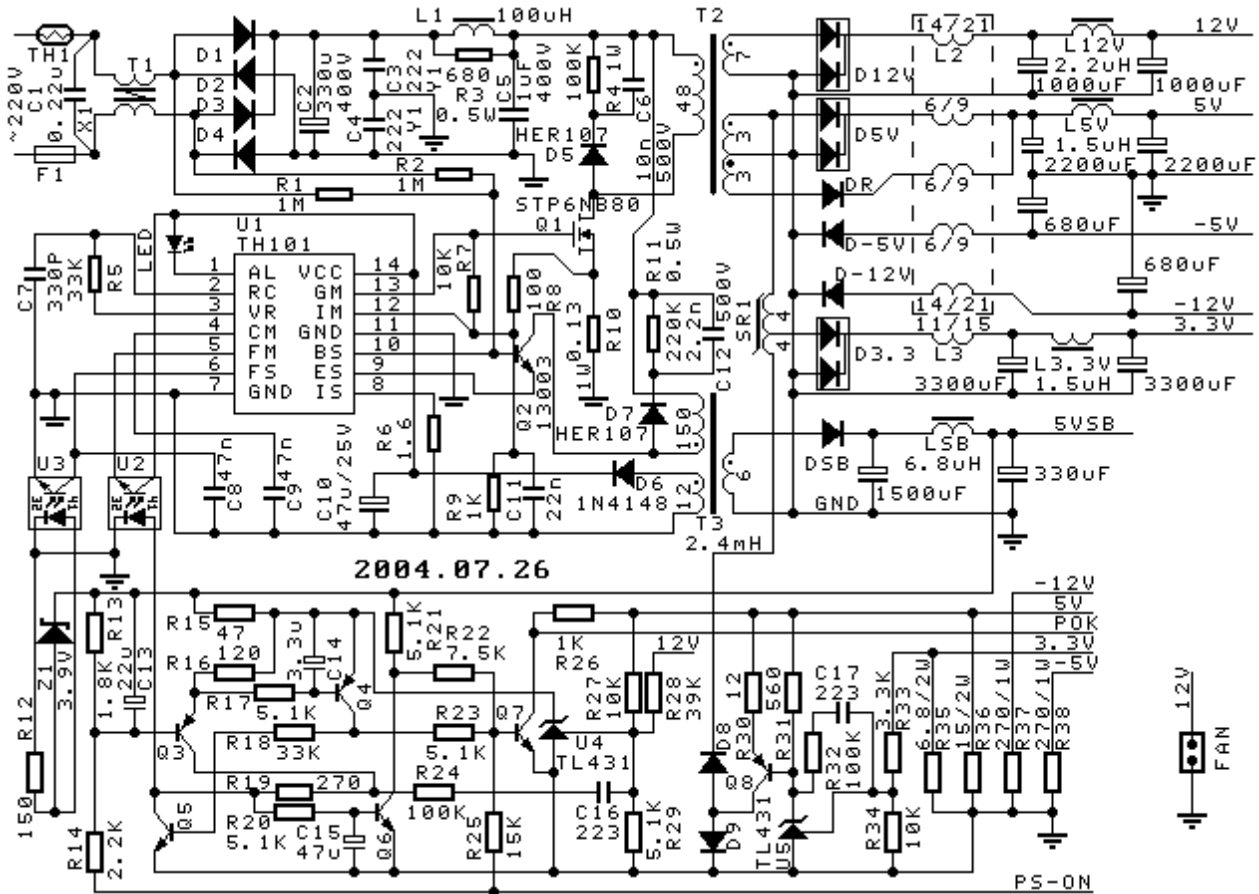 ~220V
TH1
C1
0.22u
X1
F1
T1
D1
D2
D3
D4
C2
330u
400V
C3
Y1
222
C4
222
Y1
L1
100uH
680
R3
0.5W
C5
1uF
400V
100K
R4
1W
C6
10n
500V
HER107
D5
48
T2
7
3
3
D12V
D5V
DR
D-5V
D-12V
14/21
L2
6/9
6/9
6/9
14/21
L12V
2.2uH
1000uF
1000uF
12V
5V
L5V
1.5uH
2200uF
2200uF
680uF
-5V
680uF
-12V
3.3V
11/15
L3
D3.3
L3.3V
1.5uH
3300uF
3300uF
SR1
4
4
R1
1M
R2
1M
STP6NB80
Q1
U1
TH101
LED
C7
330P
33K
R5
1 AL VCC 14
2 RC GM 13
3 VR IM 12
4 CM GND 11
5 FM BS 10
6 FS ES 9
7 GND IS 8
10K
R7
100
R8
R10
1W0.13
Q2
13003
R11
0.5W
220K
2.2n
500V
C12
D7
HER107
150
12
D6
1N4148
T3
2.4mH
6
DSB
LSB
6.8uH
5VSB
1500uF
330uF
GND
R6
1.6
C10
47u/25V
R9
1K
C11
22n
C8
47n
C9
47n
U3
U2
2004.07.26
-12V
5V
POK
3.3V
-5V
R12
150
Z1
3.9V
R13
1.8K
22u
C13
R14
2.2K
R15
47
120
R16
R17
5.1K
3.3u
C14
Q4
Q3
R18
33K
R19
270
R20
5.1K
C15
47u
Q5
Q6
5.1K
R21
R22
7.5K
R23
5.1K
R24
100K
R25
15K
Q7
1K
R26
U4
TL431
R27
10K
R28
39K
12V
C16
223
5.1K
R29
D8
D9
12
R30
560
R31
Q8
TL431
U5
C17
223
R32
100K
3.3K
R33
R34
10K
6.8/2W
R35
15/2W
R36
270/1W
R37
270/1W
R38
PS-ON
12V
FAN